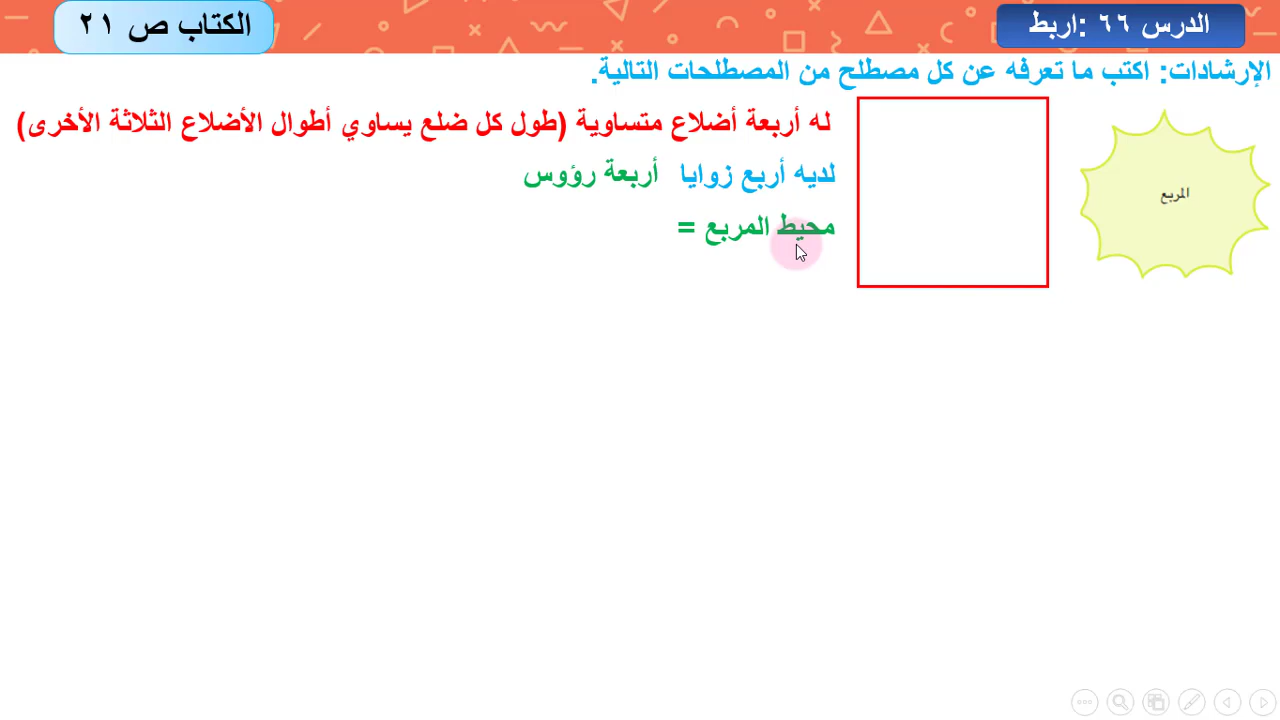 الدرس ٦٦ :اربط
الكتاب ص ٢١
الإرشادات: اكتب ما تعرفه عن كل مصطلح من المصطلحات التالية.
المربع
له أربعة أضلاع متساوية (طول كل ضلع يساوي أطوال الأضلاع الثلاثة الأخرى)
لديه أربع زوايا أربعة رؤوس
محيط المربع =